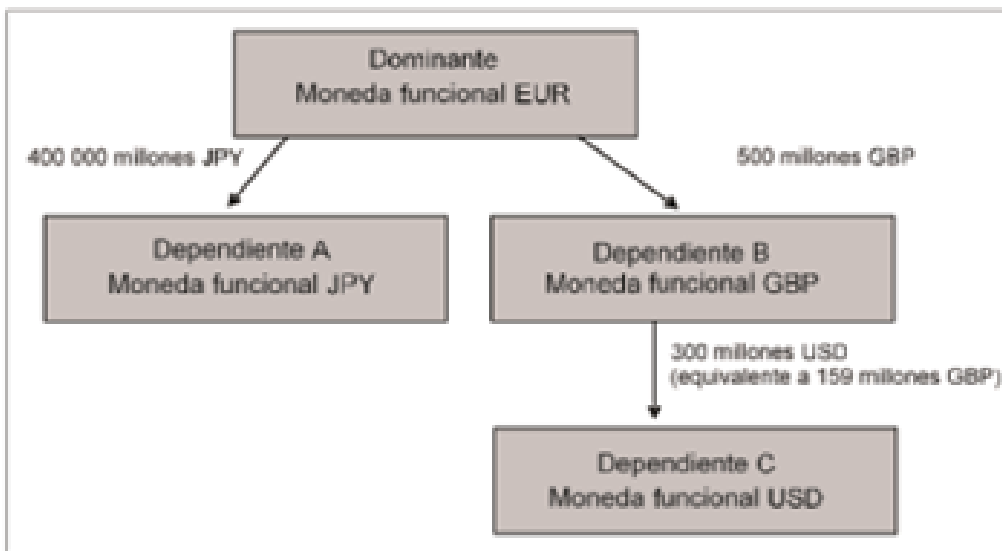 Dominante
Moneda funcional EUR
400 000 millones JPY
500 millones GBP
Dependiente A
Moneda funcional JPY
Dependiente B
Moneda funcional GBP
300 millones USD
(equivalente a 159 millones GBP)
Dependiente C
Moneda funcional USD